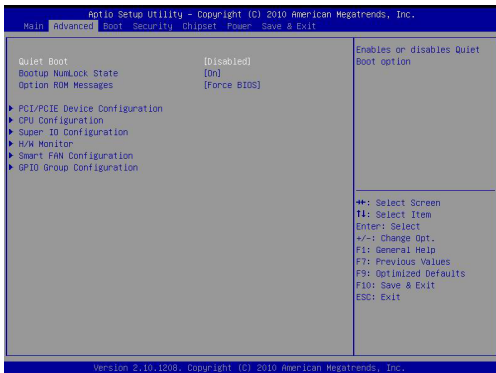 Aptio Setup Utility - Copyright (C) 2010 American Megatrends, Inc.
Main Advanced Boot Security Chipset Power Save & Exit
Quiet Boot [Disabled]
Bootup NumLock State [On]
Option ROM Messages [Force BIOS]
▶ PCI/PCIE Device Configuration
▶ CPU Configuration
▶ Super IO Configuration
▶ H/W Monitor
▶ Smart FAN Configuration
▶ GPIO Group Configuration
Enables or disables Quiet
Boot option
→←: Select Screen
↑↓: Select Item
Enter: Select
+/-: Change Opt.
F1: General Help
F7: Previous Values
F9: Optimized Defaults
F10: Save & Exit
ESC: Exit
Version 2.10.1208. Copyright (C) 2010 American Megatrends, Inc.